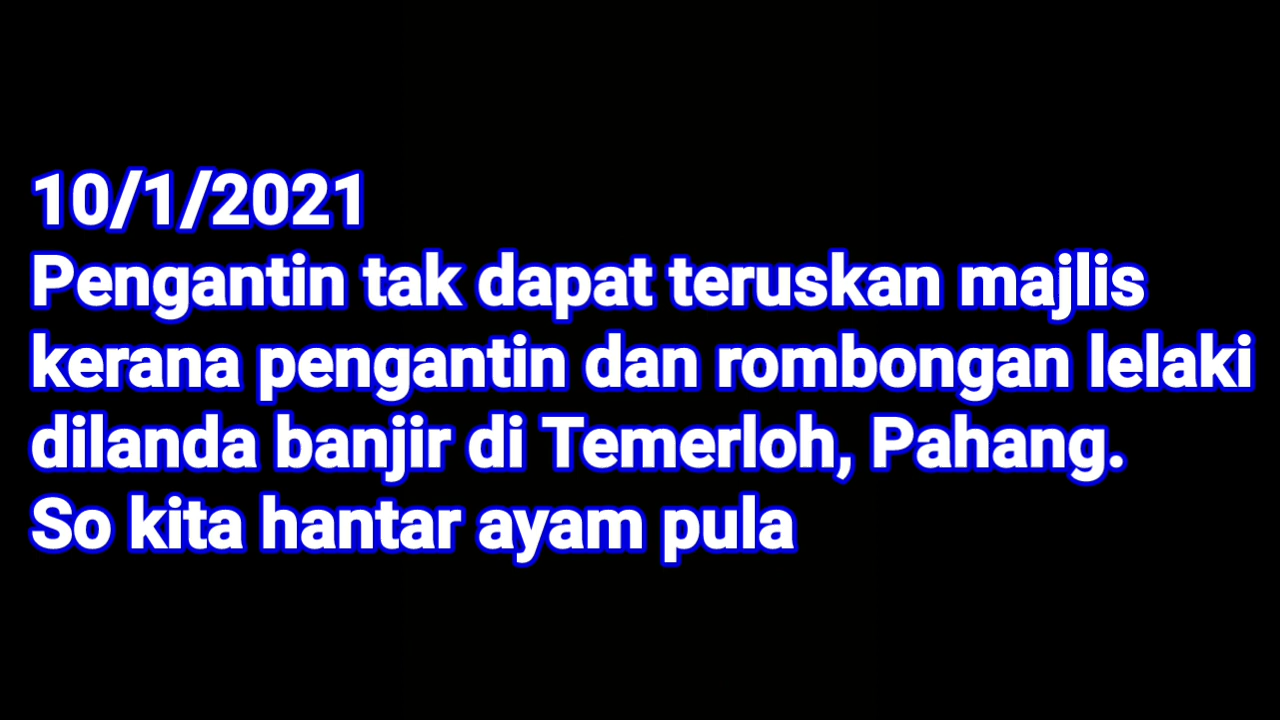 10/1/2021
Pengantin tak dapat teruskan majlis
kerana pengantin dan rombongan lelaki
dilanda banjir di Temerloh, Pahang.
So kita hantar ayam pula